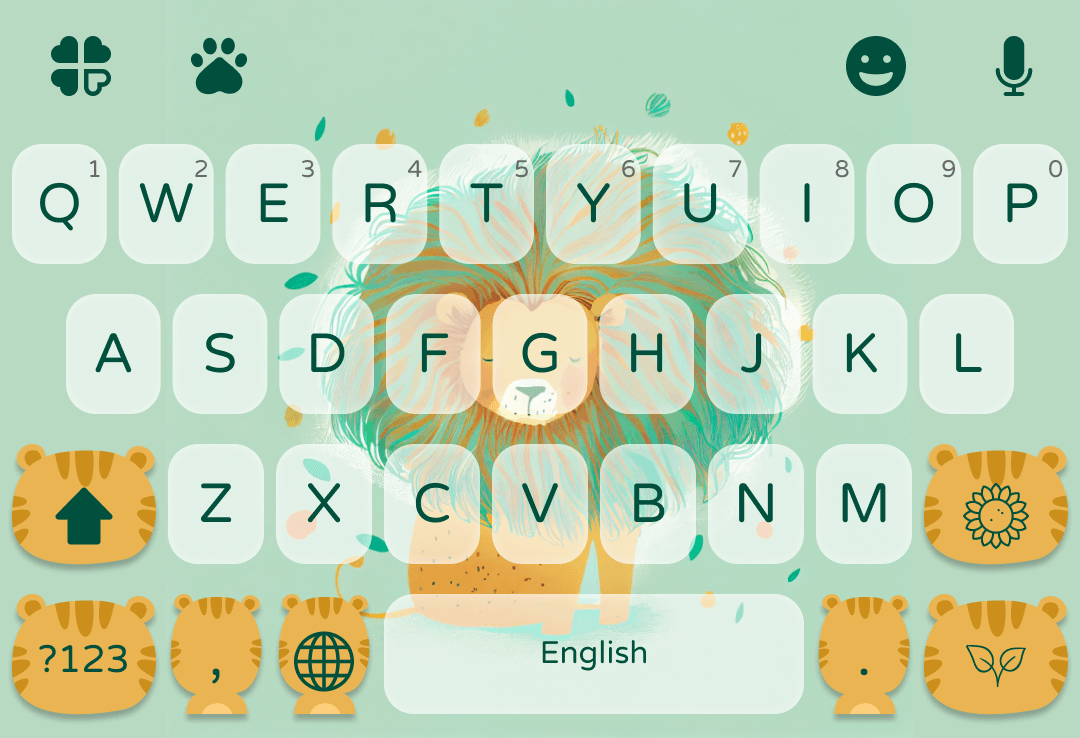 1 2 3 4 5 6 7 8 9 0
Q W E R T Y U I O P
A S D F G H J K L
Z X C V B N M
?123 , English .